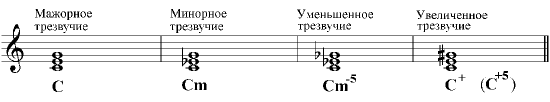 Мажорное трезвучие
Минорное трезвучие
Уменьшенное трезвучие
Увеличенное трезвучие
C
Cm
Cm-5
C+ (C+5)